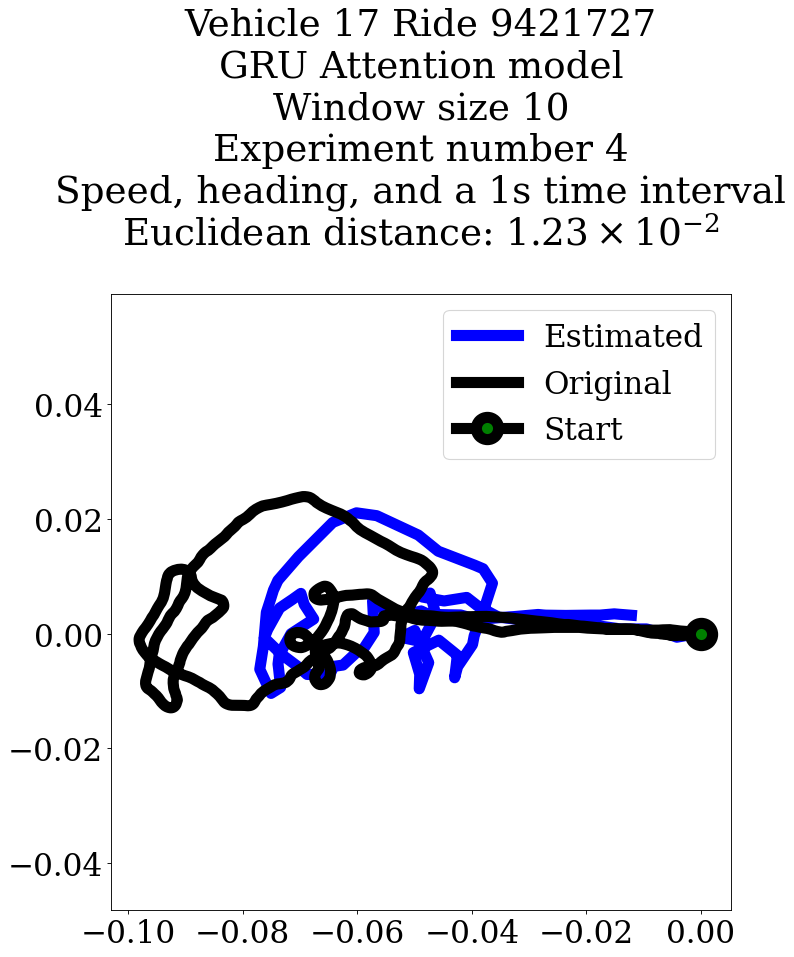 Vehicle 17 Ride 9421727
GRU Attention model
Window size 10
Experiment number 4
Speed, heading, and a 1s time interval
Euclidean distance: 1.23 × 10⁻²
Estimated
Original
Start
0.04
0.02
0.00
−0.02
−0.04
−0.10 −0.08 −0.06 −0.04 −0.02 0.00